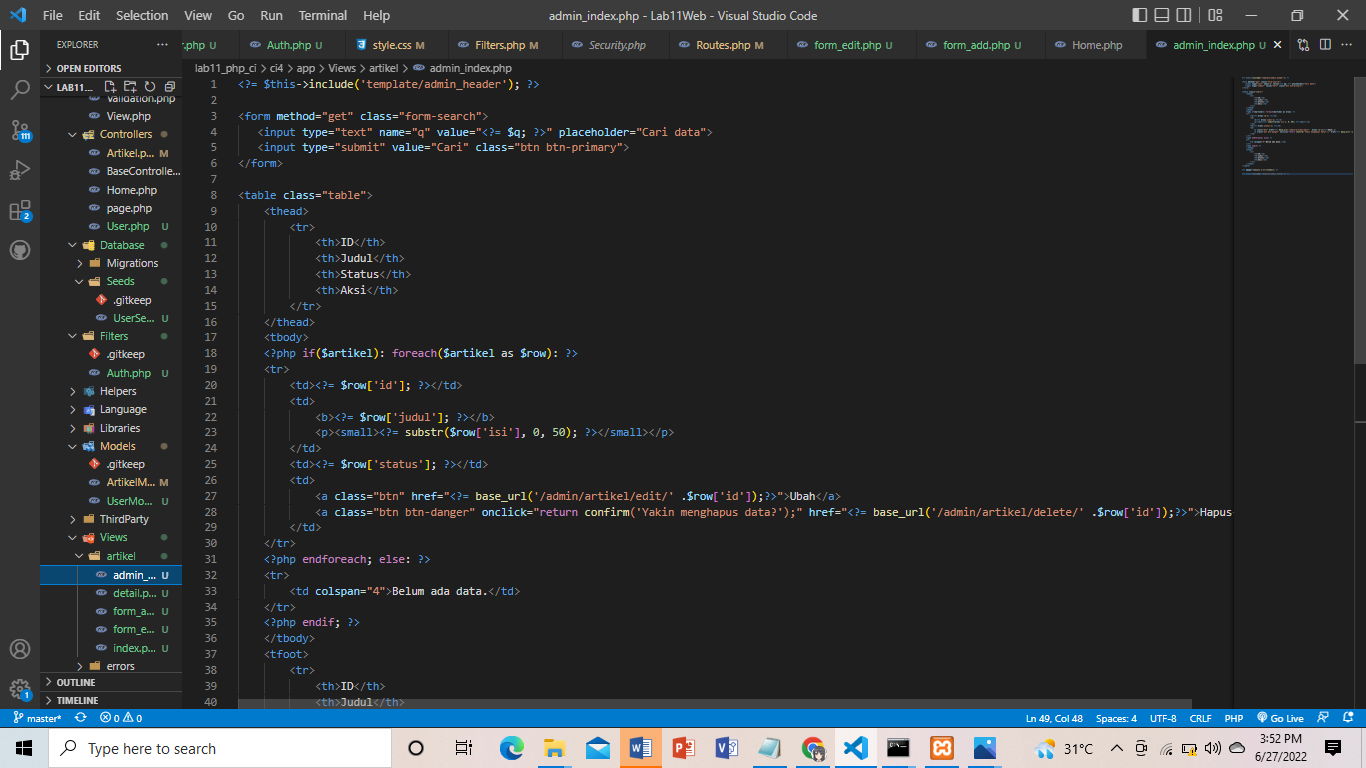 File Edit Selection View Go Run Terminal Help
admin_index.php - Lab11Web - Visual Studio Code
EXPLORER
r.php U Auth.php U style.css M Filters.php M Security.php Routes.php M form_edit.php U form_add.php U Home.php admin_index.php U
OPEN EDITORS
LAB11...
Validation.php
View.php
Controllers
Artikel.p... M
BaseControlle...
Home.php
page.php
User.php U
Database
Migrations
Seeds
.gitkeep
UserSe... U
Filters
.gitkeep
Auth.php U
Helpers
Language
Libraries
Models
.gitkeep
ArtikelM... M
UserMo... U
ThirdParty
Views
artikel
admin_... U
detail.p... U
form_a... U
form_e... U
index.p... U
errors
OUTLINE
TIMELINE
11
2
1
lab11_php_ci > ci4 > app > Views > artikel > admin_index.php
1 <?= $this->include('template/admin_header'); ?>
2
3 <form method="get" class="form-search">
4 <input type="text" name="q" value="<?= $q; ?>" placeholder="Cari data">
5 <input type="submit" value="Cari" class="btn btn-primary">
6 </form>
7
8 <table class="table">
9 <thead>
10 <tr>
11 <th>ID</th>
12 <th>Judul</th>
13 <th>Status</th>
14 <th>Aksi</th>
15 </tr>
16 </thead>
17 <tbody>
18 <?php if($artikel): foreach($artikel as $row): ?>
19 <tr>
20 <td><?= $row['id']; ?></td>
21 <td>
22 <b><?= $row['judul']; ?></b>
23 <p><small><?= substr($row['isi'], 0, 50); ?></small></p>
24 </td>
25 <td><?= $row['status']; ?></td>
26 <td>
27 <a class="btn" href="<?= base_url('/admin/artikel/edit/' .$row['id']);?>">Ubah</a>
28 <a class="btn btn-danger" onclick="return confirm('Yakin menghapus data?');" href="<?= base_url('/admin/artikel/delete/' .$row['id']);?>">Hapus
29 </td>
30 </tr>
31 <?php endforeach; else: ?>
32 <tr>
33 <td colspan="4">Belum ada data.</td>
34 </tr>
35 <?php endif; ?>
36 </tbody>
37 <tfoot>
38 <tr>
39 <th>ID</th>
40 <th>Judul</th>
master* 0 0 Ln 49, Col 48 Spaces: 4 UTF-8 CRLF PHP Go Live
Type here to search
31°C
3:52 PM
6/27/2022